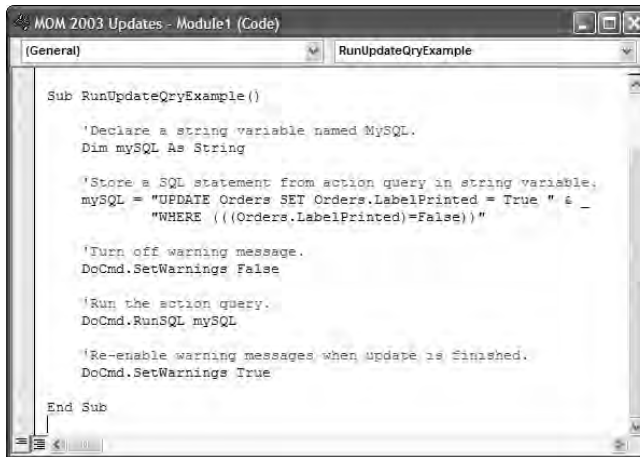 MOM 2003 Updates - Module1 (Code)
(General) RunUpdateQryExample
Sub RunUpdateQryExample()
'Declare a string variable named MySQL.
Dim mySQL As String
'Store a SQL statement from action query in string variable.
mySQL = "UPDATE Orders SET Orders.LabelPrinted = True " & _
"WHERE (((Orders.LabelPrinted)=False))"
'Turn off warning message.
DoCmd.SetWarnings False
'Run the action query.
DoCmd.RunSQL mySQL
'Re-enable warning messages when update is finished.
DoCmd.SetWarnings True
End Sub